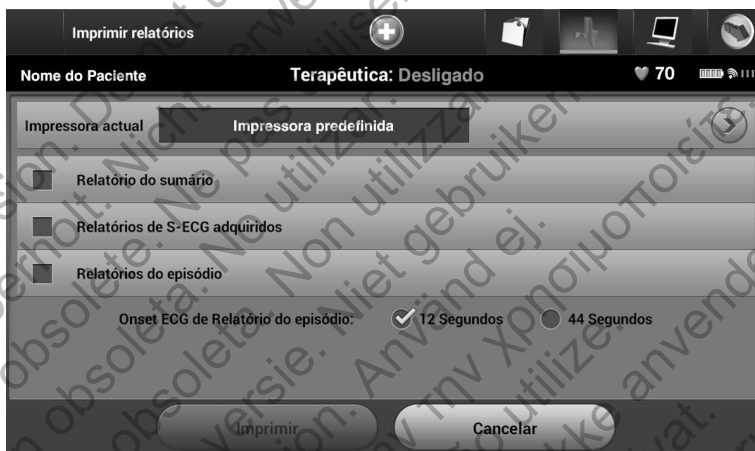 Imprimir relatórios
Nome do Paciente Terapêutica: Desligado 70
Impressora actual Impressora predefinida
Relatório do sumário
Relatórios de S-ECG adquiridos
Relatórios do episódio
Onset ECG de Relatório do episódio: 12 Segundos 44 Segundos
Imprimir Cancelar